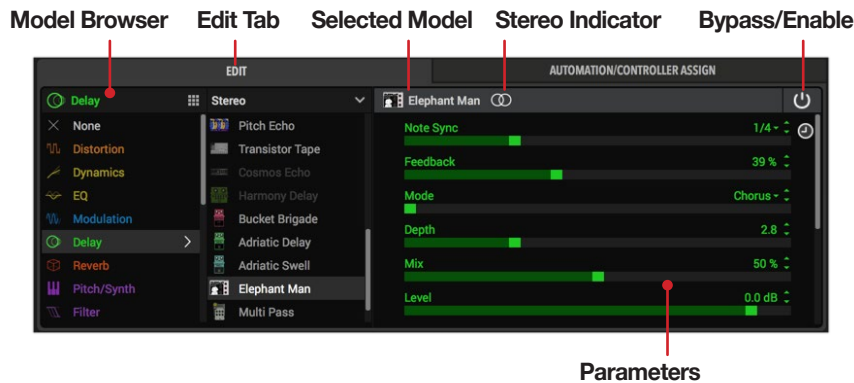 Model Browser Edit Tab Selected Model Stereo Indicator Bypass/Enable
EDIT AUTOMATION/CONTROLLER ASSIGN
Delay Stereo Elephant Man
None Pitch Echo Note Sync 1/4
Distortion Transistor Tape
Dynamics Cosmos Echo Feedback 39 %
EQ Harmony Delay Mode Chorus
Modulation Bucket Brigade
Delay Adriatic Delay Depth 2.8
Reverb Adriatic Swell Mix 50 %
Pitch/Synth Elephant Man
Filter Multi Pass Level 0.0 dB
Parameters